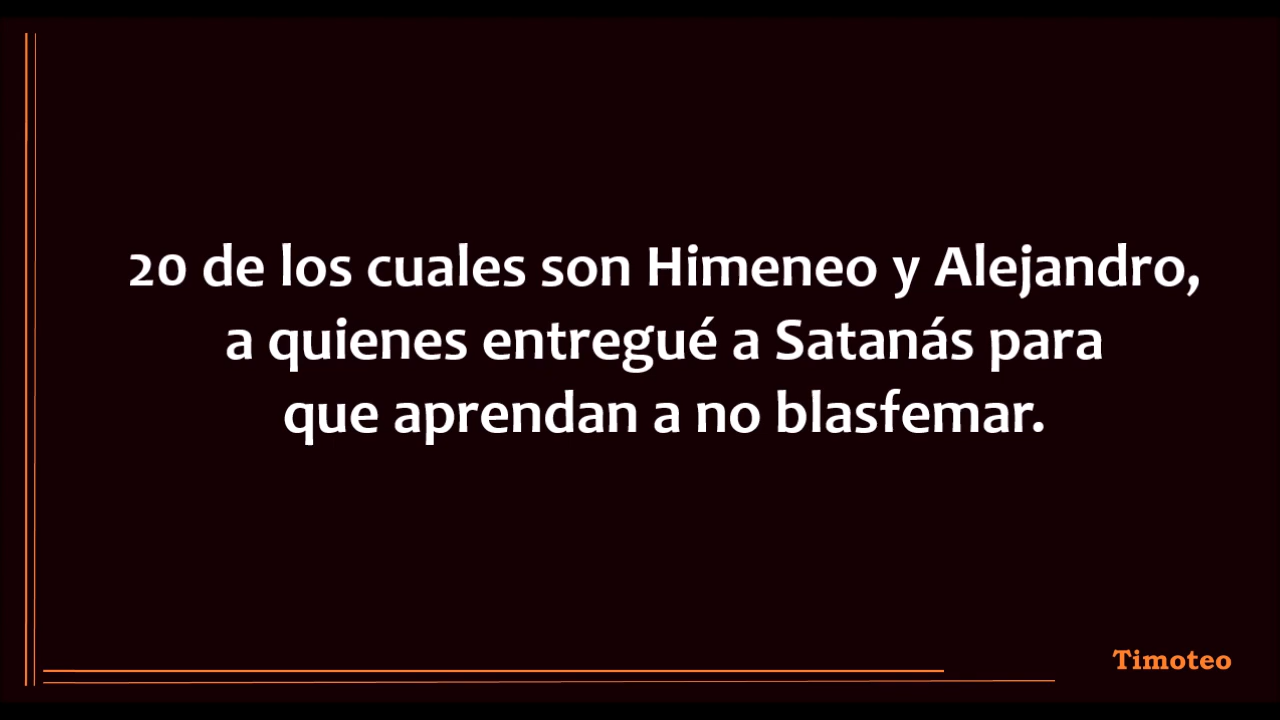 20 de los cuales son Himeneo y Alejandro,
a quienes entregué a Satanás para
que aprendan a no blasfemar.
Timoteo